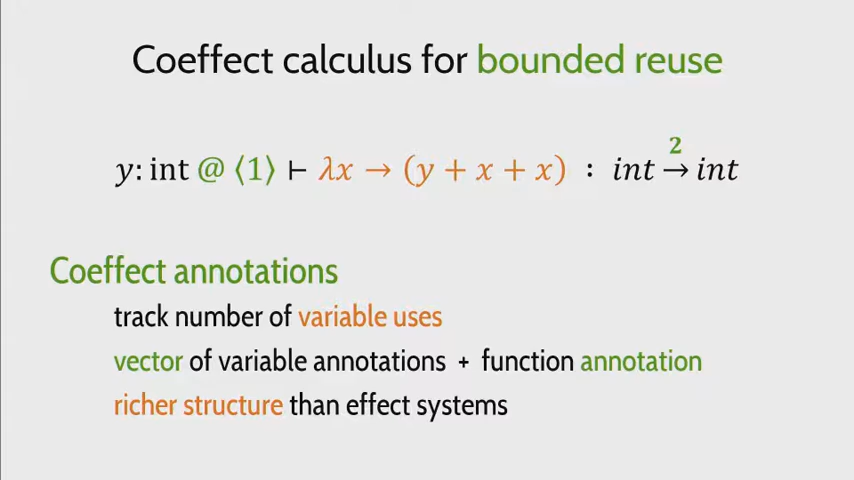 Coeffect calculus for bounded reuse
2
y: int @ ⟨1⟩ ⊢ λx → (y + x + x) : int → int
Coeffect annotations
track number of variable uses
vector of variable annotations + function annotation
richer structure than effect systems